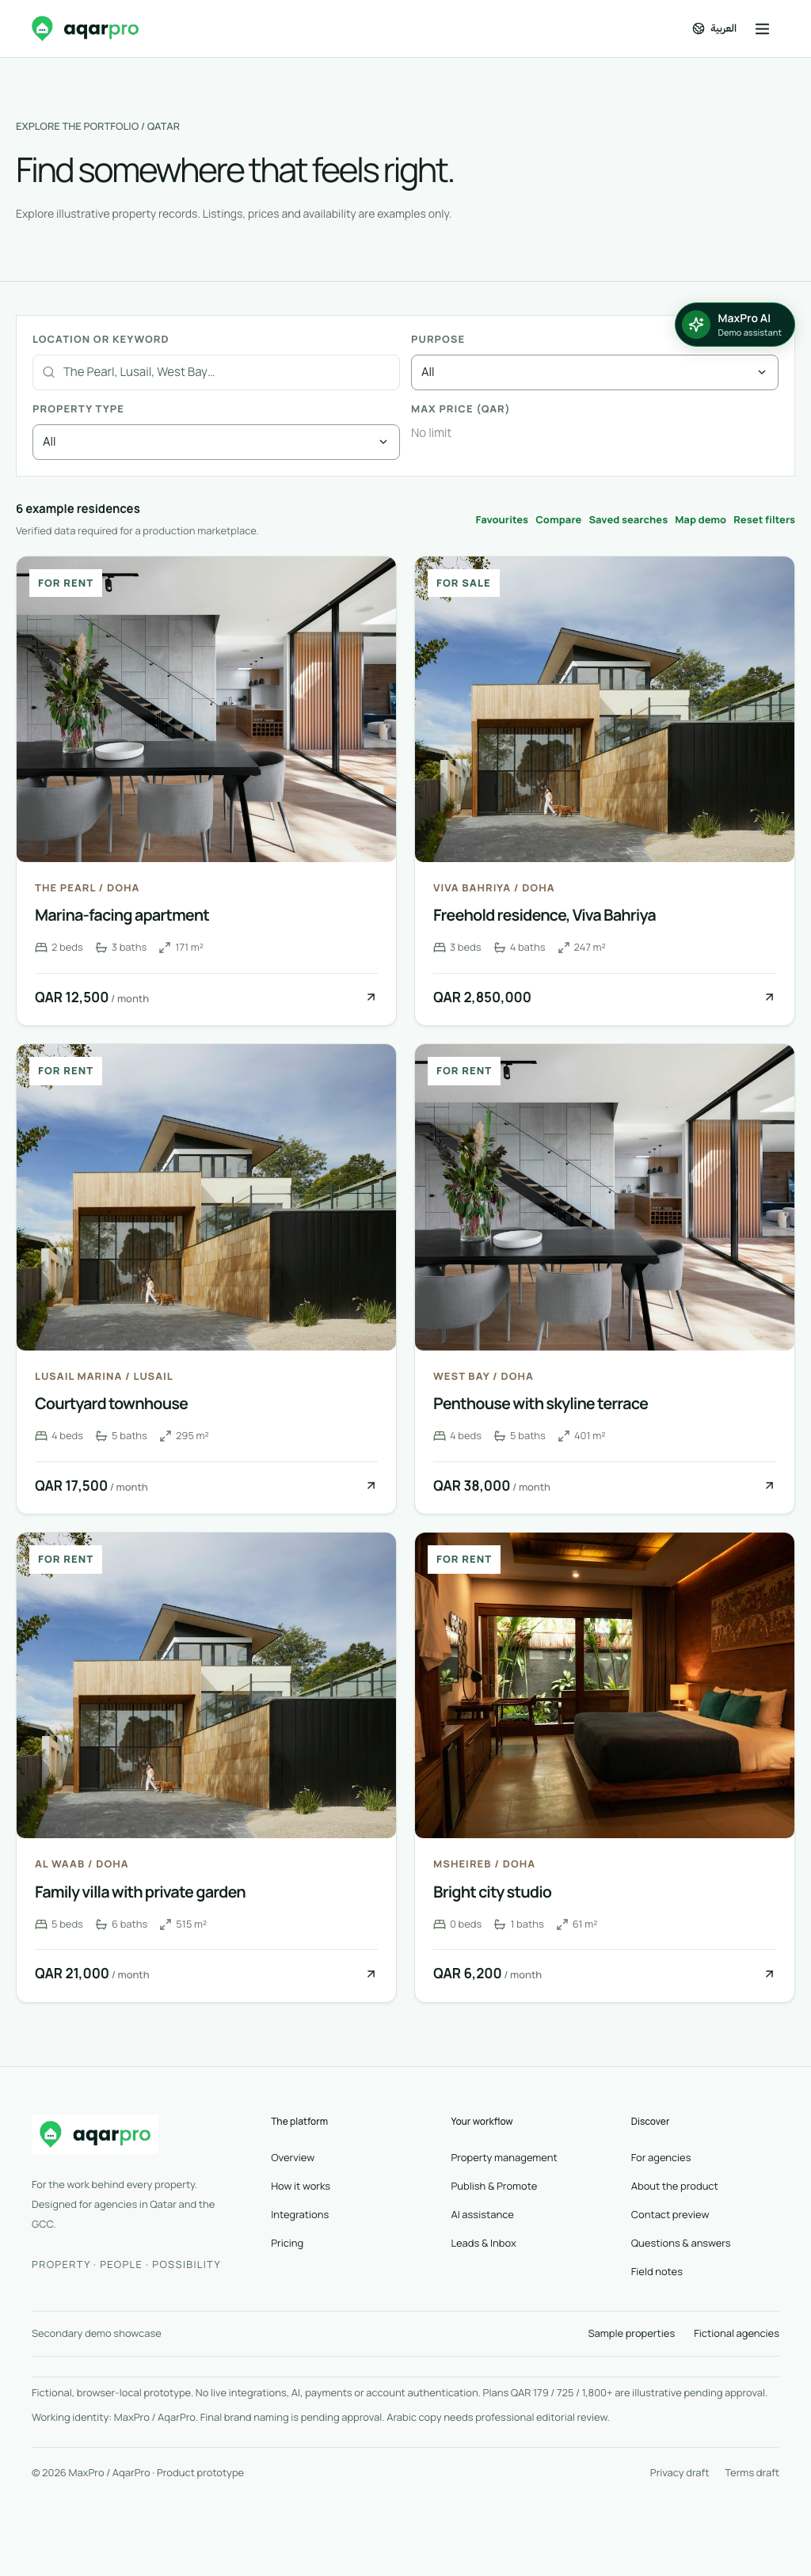 aqarpro
العربية
EXPLORE THE PORTFOLIO / QATAR
Find somewhere that feels right.
Explore illustrative property records. Listings, prices and availability are examples only.
MaxPro AI
Demo assistant
LOCATION OR KEYWORD
PURPOSE
The Pearl, Lusail, West Bay...
All
PROPERTY TYPE
MAX PRICE (QAR)
All
No limit
6 example residences
Verified data required for a production marketplace.
Favourites Compare Saved searches Map demo Reset filters
FOR RENT
THE PEARL / DOHA
Marina-facing apartment
2 beds 3 baths 171 m²
QAR 12,500 / month
FOR SALE
VIVA BAHRIYA / DOHA
Freehold residence, Viva Bahriya
3 beds 4 baths 247 m²
QAR 2,850,000
FOR RENT
LUSAIL MARINA / LUSAIL
Courtyard townhouse
4 beds 5 baths 295 m²
QAR 17,500 / month
FOR RENT
WEST BAY / DOHA
Penthouse with skyline terrace
4 beds 5 baths 401 m²
QAR 38,000 / month
FOR RENT
AL WAAB / DOHA
Family villa with private garden
5 beds 6 baths 515 m²
QAR 21,000 / month
FOR RENT
MSHEIREB / DOHA
Bright city studio
0 beds 1 baths 61 m²
QAR 6,200 / month
aqarpro
For the work behind every property.
Designed for agencies in Qatar and the
GCC.
PROPERTY · PEOPLE · POSSIBILITY
The platform
Overview
How it works
Integrations
Pricing
Your workflow
Property management
Publish & Promote
AI assistance
Leads & Inbox
Discover
For agencies
About the product
Contact preview
Questions & answers
Field notes
Secondary demo showcase
Sample properties Fictional agencies
Fictional, browser-local prototype. No live integrations, AI, payments or account authentication. Plans QAR 179 / 725 / 1,800+ are illustrative pending approval.
Working identity: MaxPro / AqarPro. Final brand naming is pending approval. Arabic copy needs professional editorial review.
© 2026 MaxPro / AqarPro · Product prototype
Privacy draft Terms draft